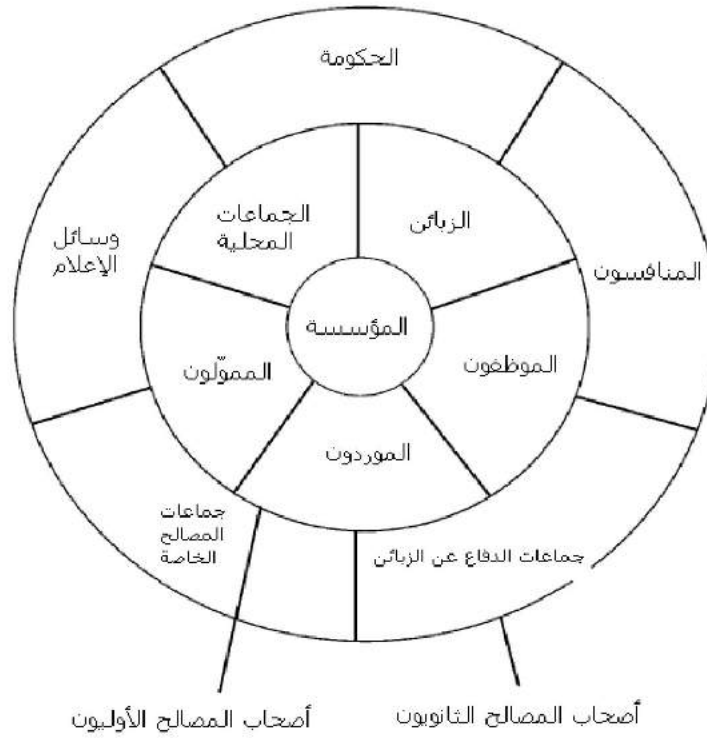 الحكومة
الجماعات
المحلية
الزبائن
وسائل
الإعلام
المنافسون
المؤسسة
المموّلون
الموظفون
الموردون
جماعات
المصالح
الخاصة
جماعات الدفاع عن الزبائن
أصحاب المصالح الثانويون
أصحاب المصالح الأوليون